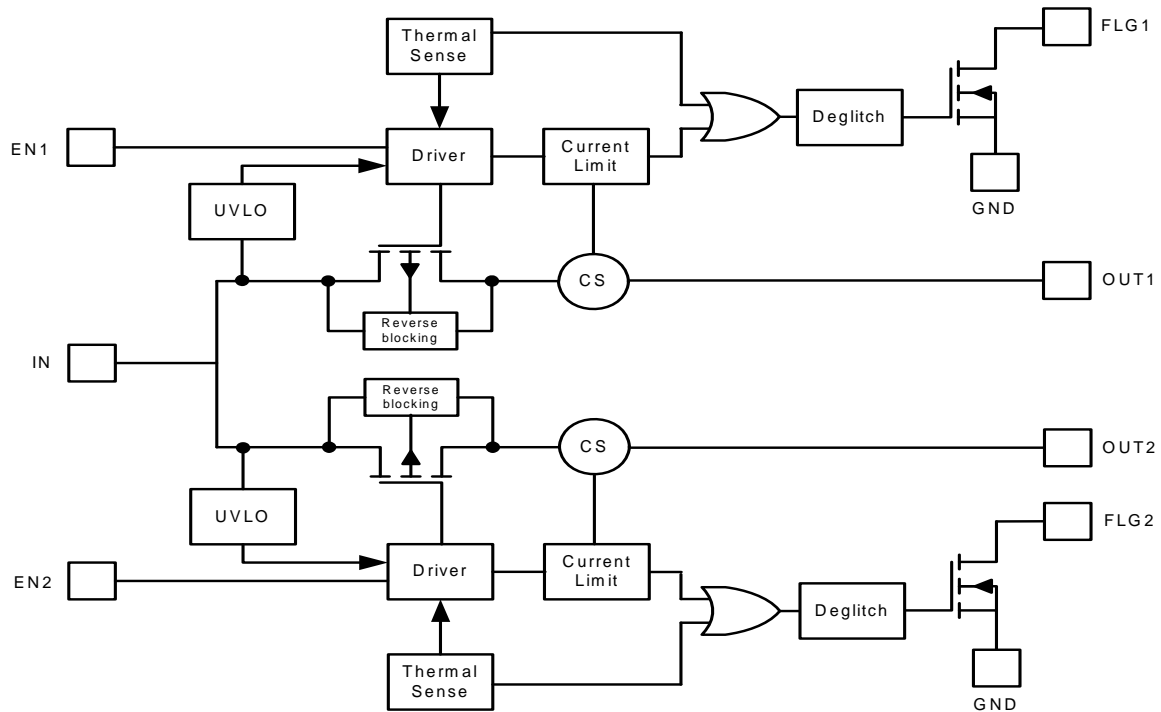 Thermal
Sense
FLG1
Deglitch
EN1
Driver
Current
Limit
UVLO
GND
CS
OUT1
Reverse
blocking
IN
Reverse
blocking
CS
OUT2
UVLO
FLG2
EN2
Driver
Current
Limit
Deglitch
Thermal
Sense
GND